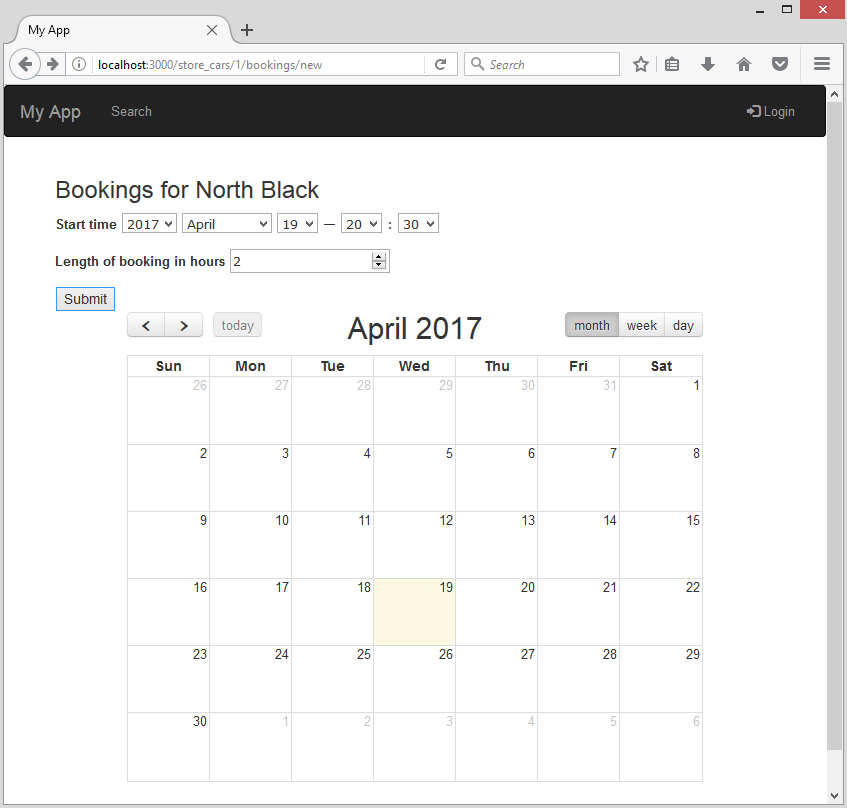 My App
localhost:3000/store_cars/1/bookings/new
Search
My App Search Login
Bookings for North Black
Start time 2017 April 19 — 20 : 30
Length of booking in hours 2
Submit
today April 2017 month week day
Sun Mon Tue Wed Thu Fri Sat
26 27 28 29 30 31 1
2 3 4 5 6 7 8
9 10 11 12 13 14 15
16 17 18 19 20 21 22
23 24 25 26 27 28 29
30 1 2 3 4 5 6